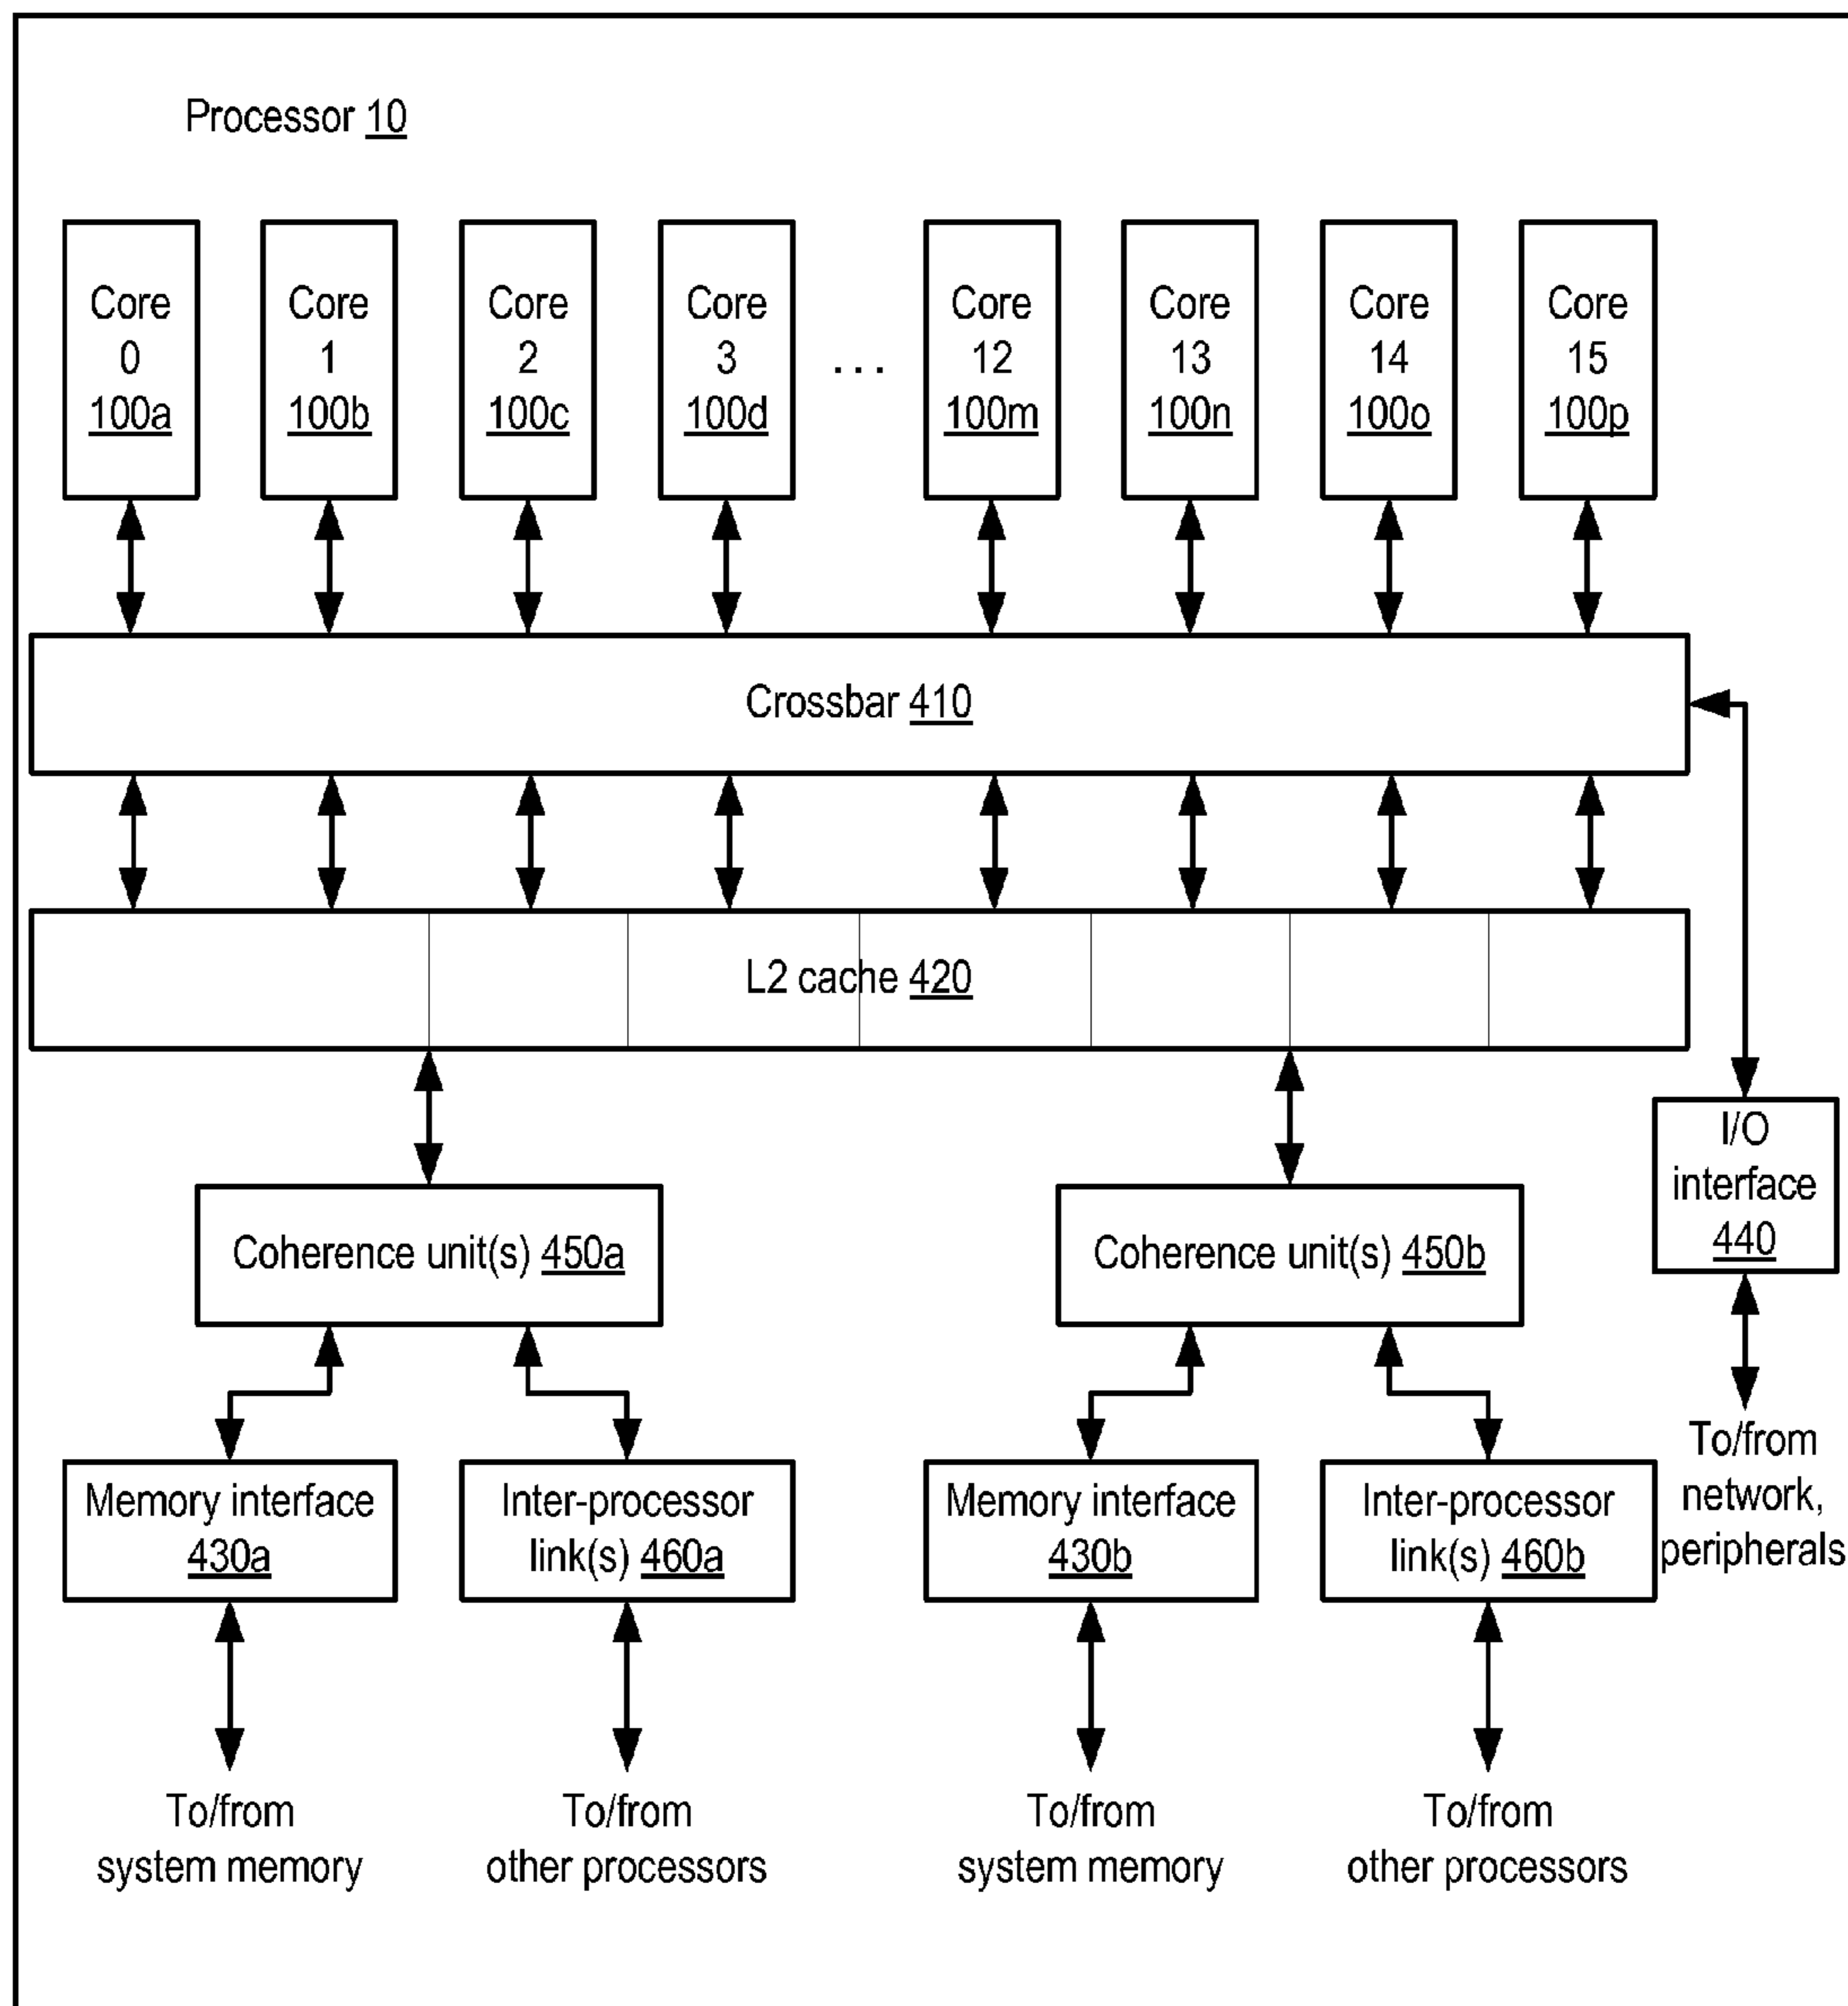 Processor 10
Core
0
100a
Core
1
100b
Core
2
100c
Core
3
100d
...
Core
12
100m
Core
13
100n
Core
14
100o
Core
15
100p
Crossbar 410
L2 cache 420
I/O
interface
440
Coherence unit(s) 450a
Coherence unit(s) 450b
To/from
network,
peripherals
Memory interface
430a
Inter-processor
link(s) 460a
Memory interface
430b
Inter-processor
link(s) 460b
To/from
system memory
To/from
other processors
To/from
system memory
To/from
other processors